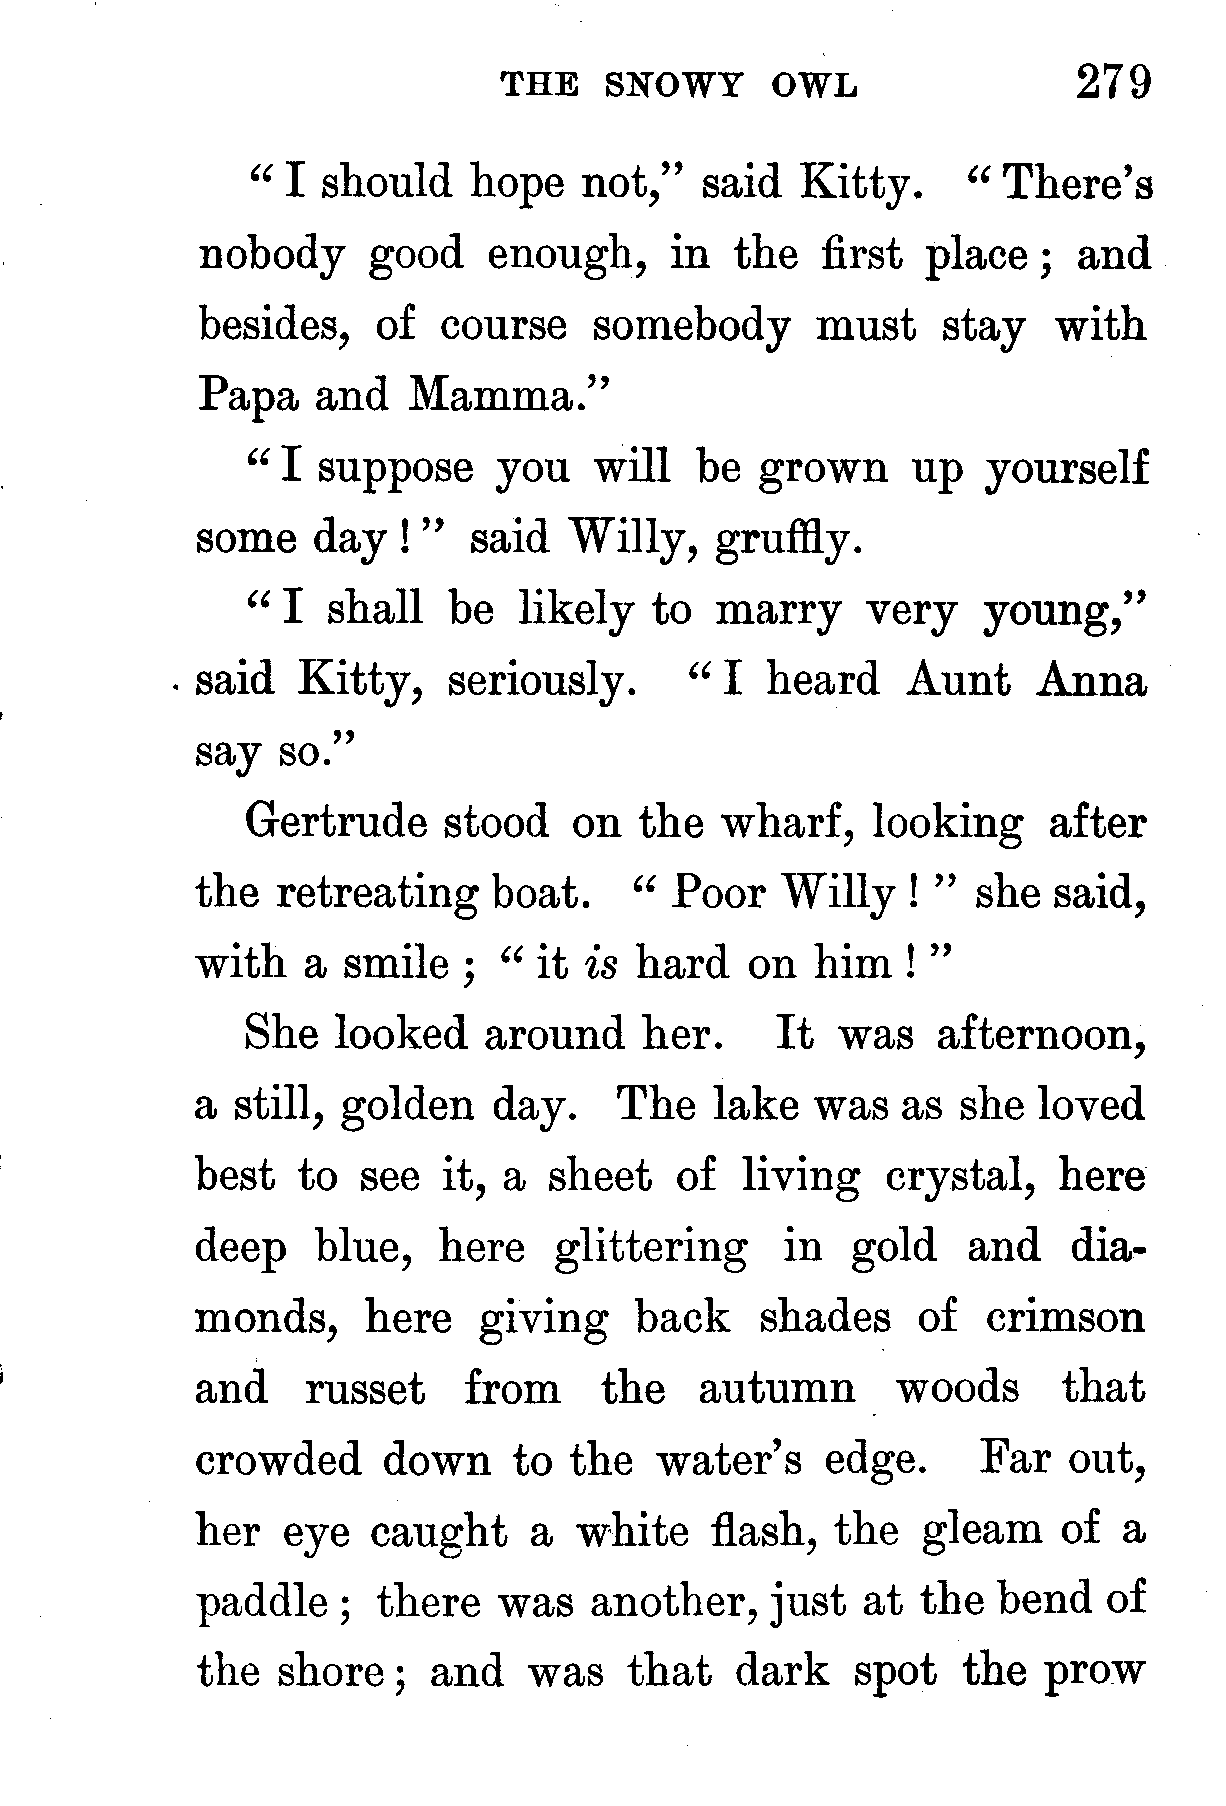 THE SNOWY OWL 279
“I should hope not,” said Kitty. “There’s
nobody good enough, in the first place; and
besides, of course somebody must stay with
Papa and Mamma.”
“I suppose you will be grown up yourself
some day!” said Willy, gruffly.
“I shall be likely to marry very young,”
said Kitty, seriously. “I heard Aunt Anna
say so.”
Gertrude stood on the wharf, looking after
the retreating boat. “Poor Willy!” she said,
with a smile; “it is hard on him!”
She looked around her. It was afternoon,
a still, golden day. The lake was as she loved
best to see it, a sheet of living crystal, here
deep blue, here glittering in gold and dia-
monds, here giving back shades of crimson
and russet from the autumn woods that
crowded down to the water’s edge. Far out,
her eye caught a white flash, the gleam of a
paddle; there was another, just at the bend of
the shore; and was that dark spot the prow